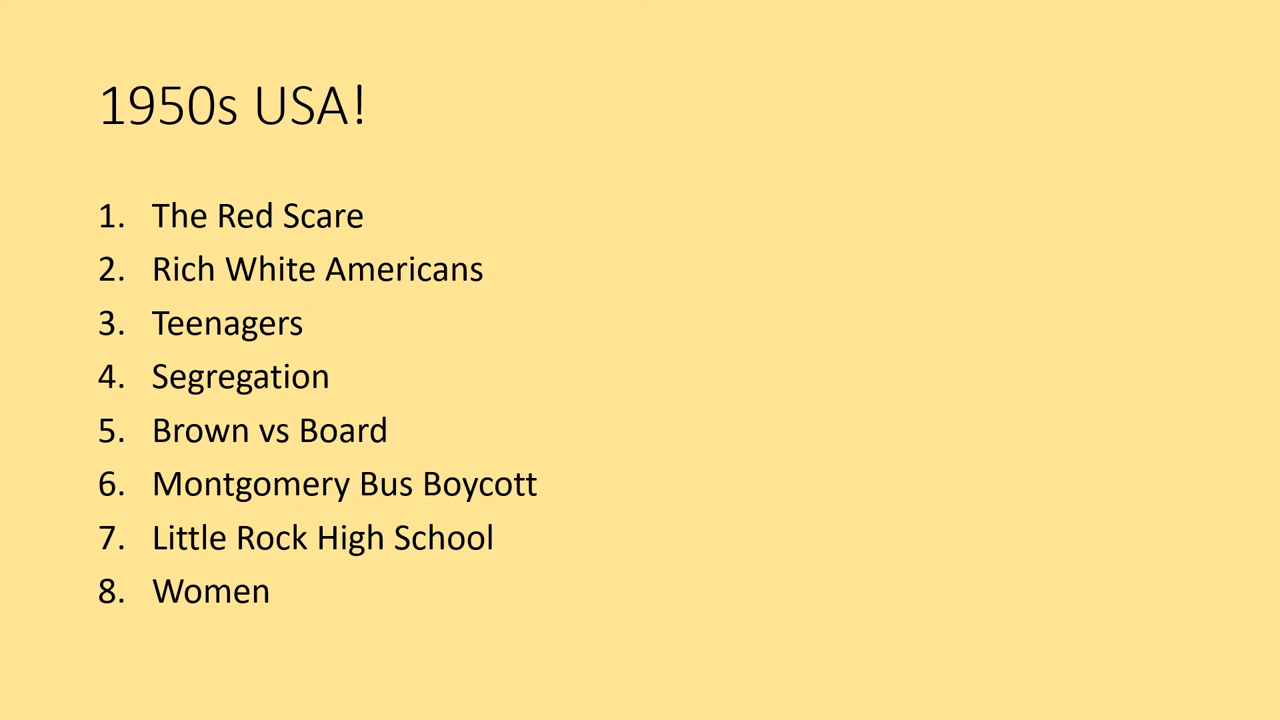 1950s USA!
1. The Red Scare
2. Rich White Americans
3. Teenagers
4. Segregation
5. Brown vs Board
6. Montgomery Bus Boycott
7. Little Rock High School
8. Women